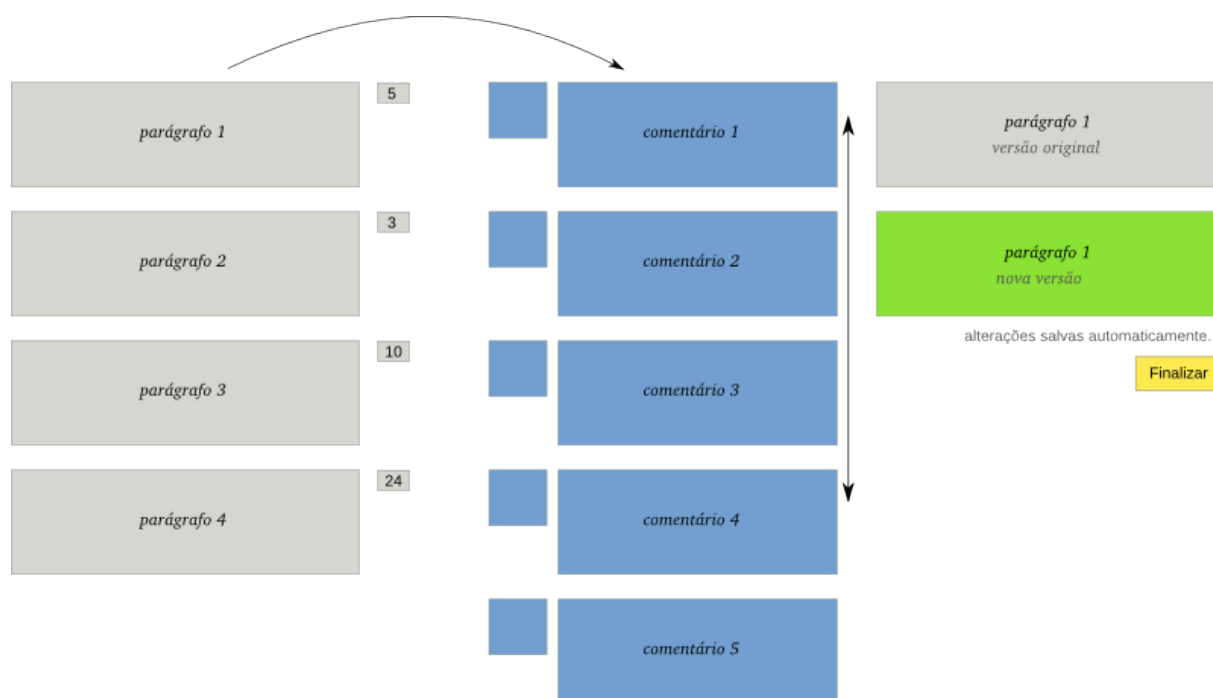 parágrafo 1
5
parágrafo 2
3
parágrafo 3
10
parágrafo 4
24
comentário 1
comentário 2
comentário 3
comentário 4
comentário 5
parágrafo 1
versão original
parágrafo 1
nova versão
alterações salvas automaticamente.
Finalizar